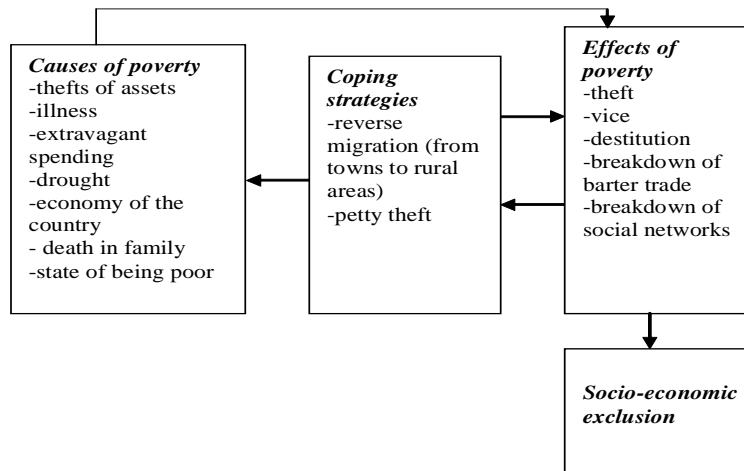 Causes of poverty
-thefts of assets
-illness
-extravagant
spending
-drought
-economy of the
country
- death in family
-state of being poor
Coping
strategies
-reverse
migration (from
towns to rural
areas)
-petty theft
Effects of
poverty
-theft
-vice
-destitution
-breakdown of
barter trade
-breakdown of
social networks
Socio-economic
exclusion